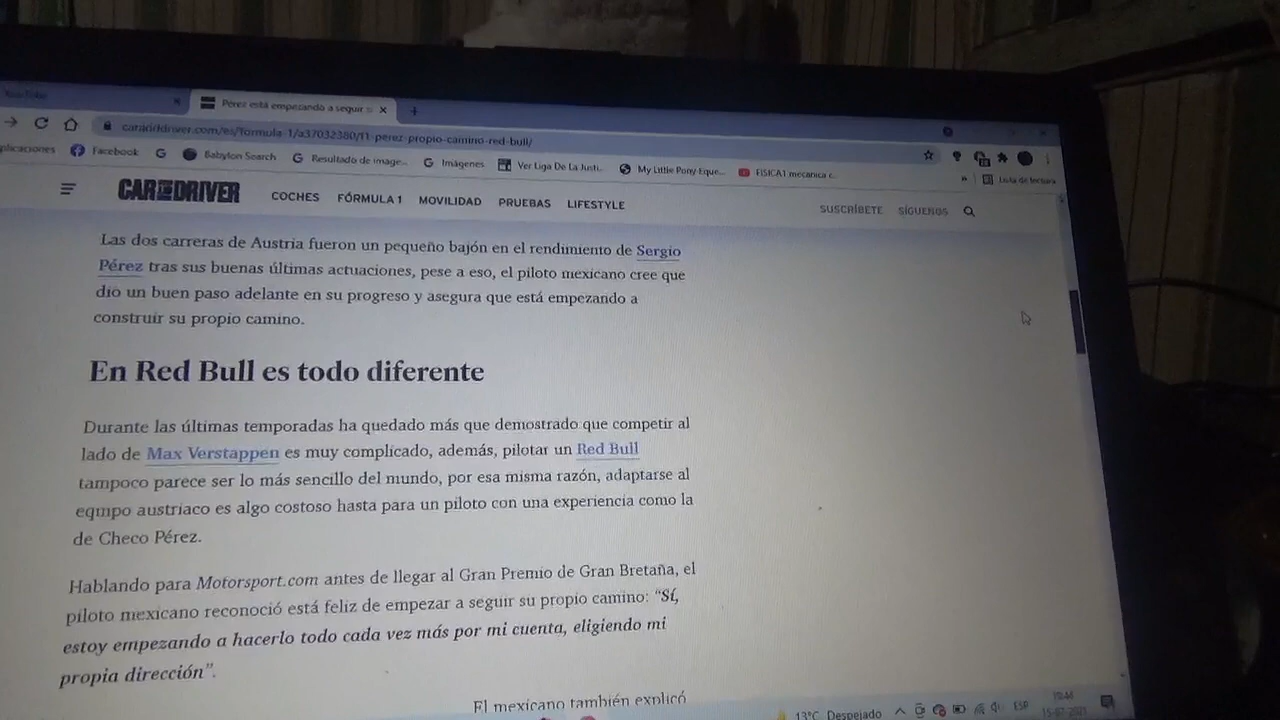 YouTube
Pérez está empezando a seguir s
caranddriver.com/es/formula-1/a37032380/f1-perez-propio-camino-red-bull/
plicaciones Facebook Babylon Search Resultado de image... Imágenes Ver Liga De La Justi... My Little Pony Eque... FISICA1 mecanica c... » Lista de lectura
CAR AND DRIVER COCHES FÓRMULA 1 MOVILIDAD PRUEBAS LIFESTYLE SUSCRÍBETE SÍGUENOS
Las dos carreras de Austria fueron un pequeño bajón en el rendimiento de Sergio
Pérez tras sus buenas últimas actuaciones, pese a eso, el piloto mexicano cree que
dio un buen paso adelante en su progreso y asegura que está empezando a
construir su propio camino.
En Red Bull es todo diferente
Durante las últimas temporadas ha quedado más que demostrado que competir al
lado de Max Verstappen es muy complicado, además, pilotar un Red Bull
tampoco parece ser lo más sencillo del mundo, por esa misma razón, adaptarse al
equipo austriaco es algo costoso hasta para un piloto con una experiencia como la
de Checo Pérez.
Hablando para Motorsport.com antes de llegar al Gran Premio de Gran Bretaña, el
piloto mexicano reconoció está feliz de empezar a seguir su propio camino: “Sí,
estoy empezando a hacerlo todo cada vez más por mi cuenta, eligiendo mi
propia dirección”.
El mexicano también explicó
13°C Despejado ESP
15-07-2021